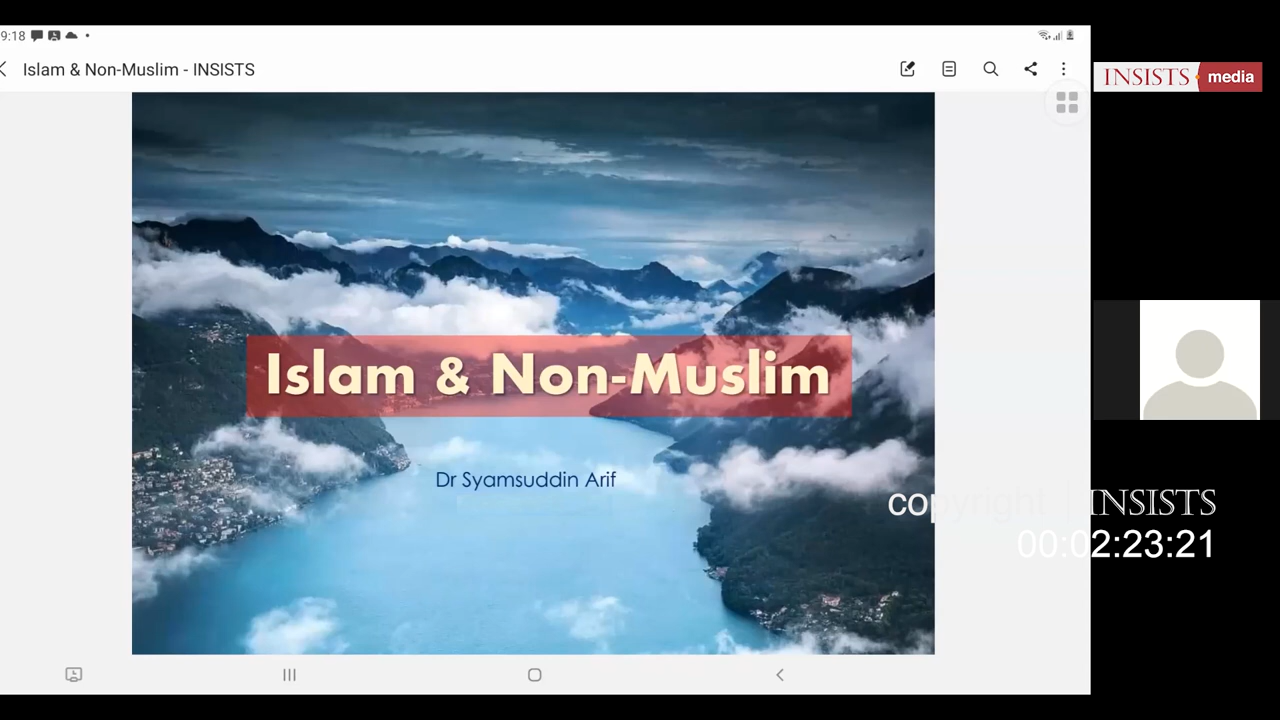 9:18
Islam & Non-Muslim - INSISTS
INSISTS media
Islam & Non-Muslim
Dr Syamsuddin Arif
copyright | INSISTS
00:02:23:21